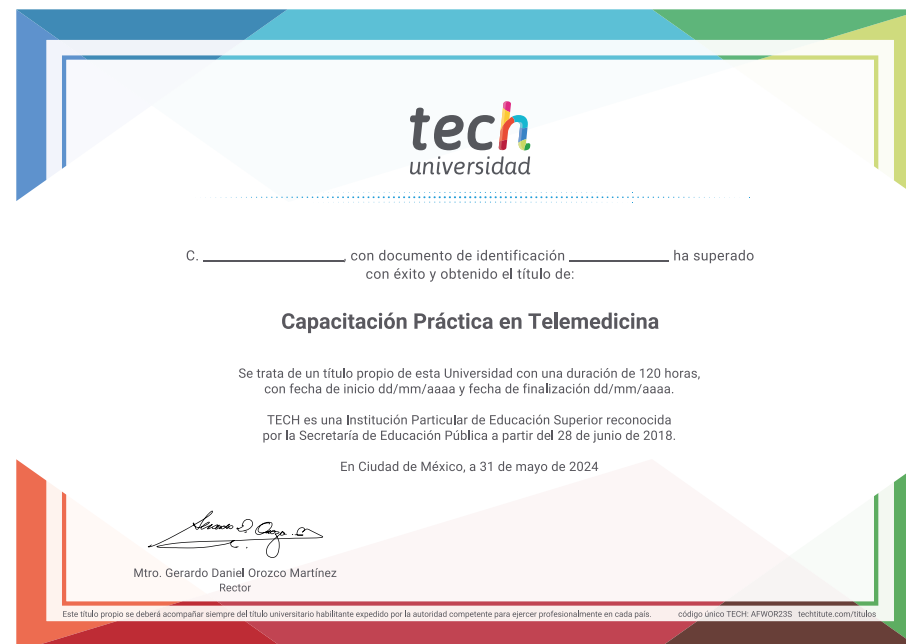 tech
universidad
C. ____________, con documento de identificación ____________ ha superado
con éxito y obtenido el título de:
Capacitación Práctica en Telemedicina
Se trata de un título propio de esta Universidad con una duración de 120 horas,
con fecha de inicio dd/mm/aaaa y fecha de finalización dd/mm/aaaa.
TECH es una Institución Particular de Educación Superior reconocida
por la Secretaría de Educación Pública a partir del 28 de junio de 2018.
En Ciudad de México, a 31 de mayo de 2024
Mtro. Gerardo Daniel Orozco Martínez
Rector
Este título propio se deberá acompañar siempre del título universitario habilitante expedido por la autoridad competente para ejercer profesionalmente en cada país. código único TECH: AFWOR23S techtitute.com/titulos